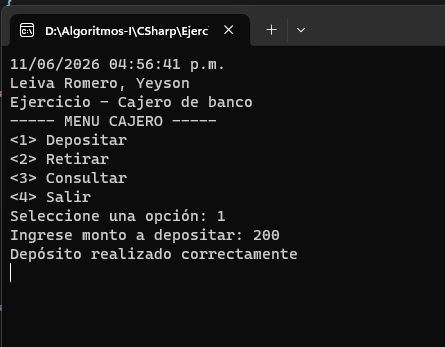 D:\Algoritmos-I\CSharp\Ejerc
11/06/2026 04:56:41 p.m.
Leiva Romero, Yeyson
Ejercicio - Cajero de banco
----- MENU CAJERO -----
<1> Depositar
<2> Retirar
<3> Consultar
<4> Salir
Seleccione una opción: 1
Ingrese monto a depositar: 200
Depósito realizado correctamente